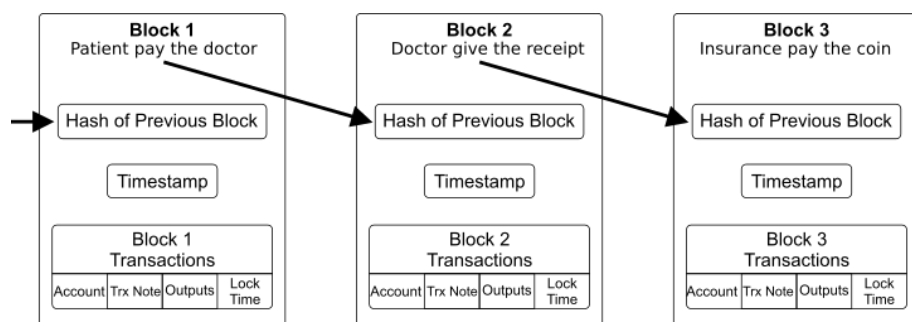 Block 1
Patient pay the doctor
Hash of Previous Block
Timestamp
Block 1
Transactions
Account
Trx Note
Outputs
Lock
Time
Block 2
Doctor give the receipt
Hash of Previous Block
Timestamp
Block 2
Transactions
Account
Trx Note
Outputs
Lock
Time
Block 3
Insurance pay the coin
Hash of Previous Block
Timestamp
Block 3
Transactions
Account
Trx Note
Outputs
Lock
Time